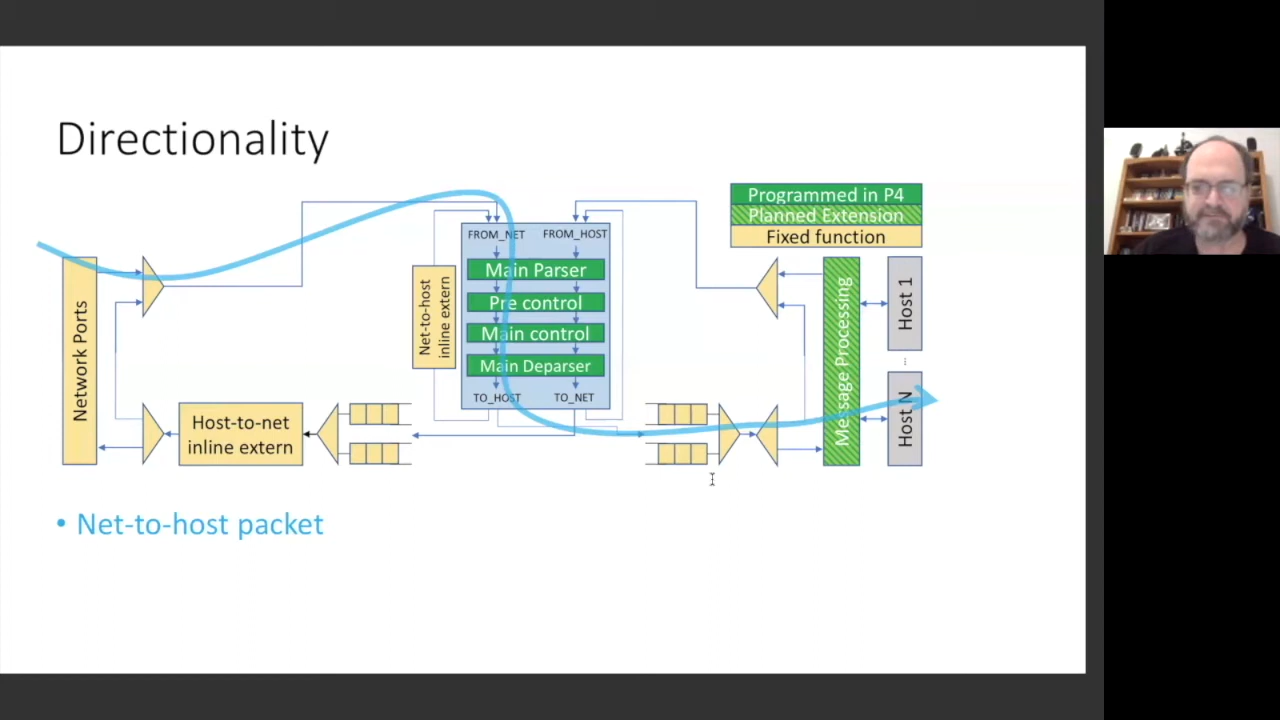 Directionality
Programmed in P4
Planned Extension
Fixed function
FROM_NET
FROM_HOST
Main Parser
Pre control
Main control
Main Deparser
TO_HOST
TO_NET
Net-to-host
inline extern
Network Ports
Host-to-net
inline extern
Message Processing
Host 1
...
Host N
• Net-to-host packet